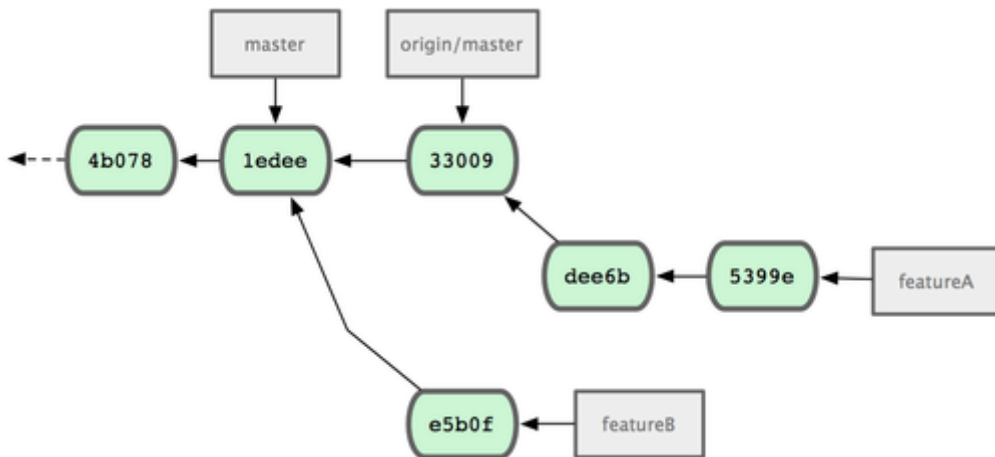 master
origin/master
4b078
1edee
33009
dee6b
5399e
featureA
e5b0f
featureB